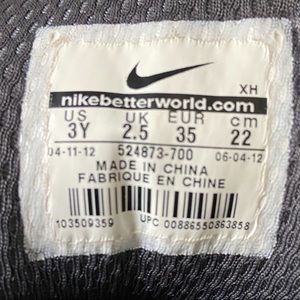 XH
nikebetterworld.com
US UK EUR cm
3Y 2.5 35 22
04-11-12 524873-700 06-04-12
MADE IN CHINA
FABRIQUE EN CHINE
103509359 UPC 00886550863858